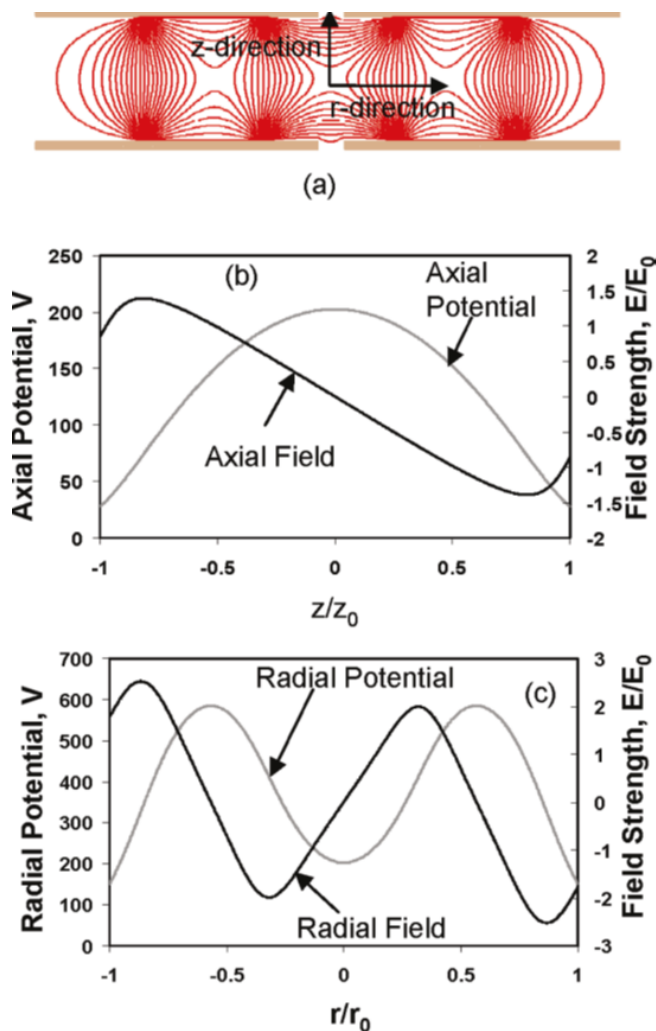 z-direction
r-direction
(a)
(b)
Axial Potential, V
250
200
150
100
50
0
Axial
Potential
Axial Field
2
1.5
1
0.5
0
-0.5
-1
-1.5
-2
Field Strength, E/E0
-1
-0.5
0
0.5
1
z/z0
(c)
Radial Potential, V
700
600
500
400
300
200
100
0
Radial Potential
Radial Field
3
2
1
0
-1
-2
-3
Field Strength, E/E0
-1
-0.5
0
0.5
1
r/r0